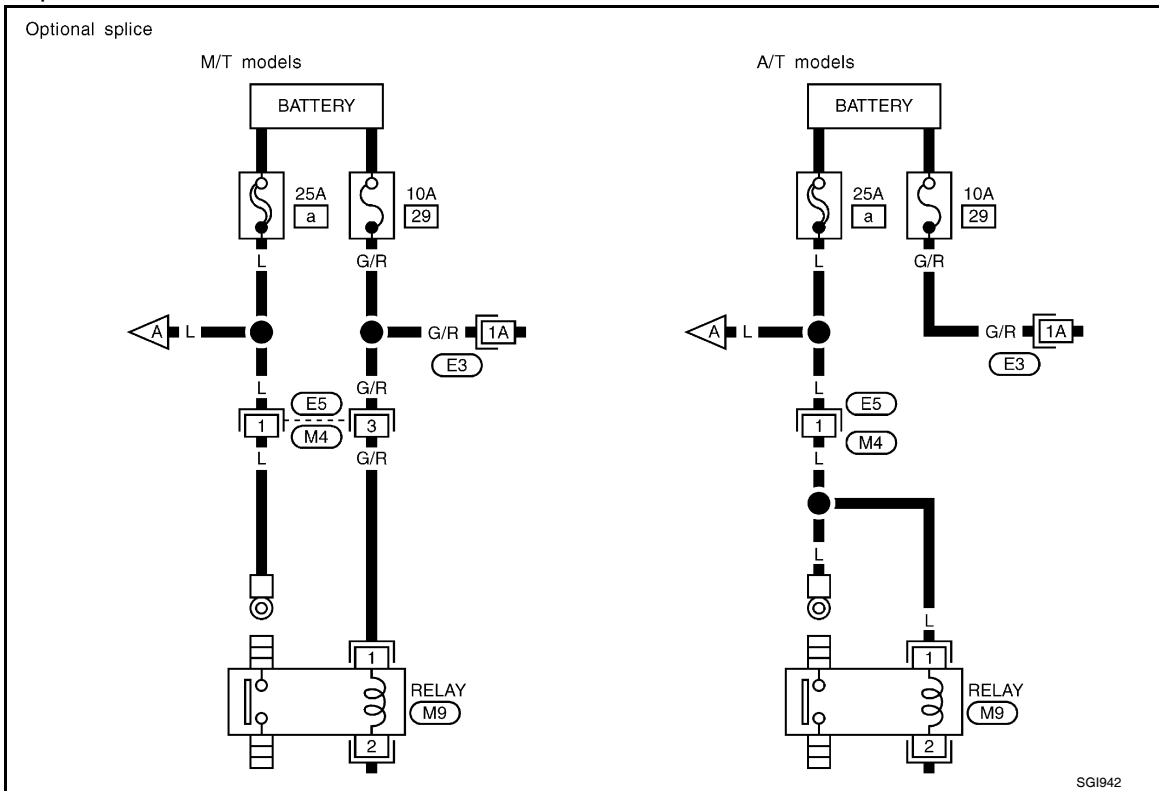 Optional splice
M/T models
BATTERY
25A
a
10A
29
L
G/R
A
L
G/R
1A
E3
L
G/R
E5
1
3
M4
L
G/R
1
RELAY
M9
2
A/T models
BATTERY
25A
a
10A
29
L
G/R
A
L
G/R
1A
E3
L
E5
1
M4
L
L
L
1
RELAY
M9
2
SGI942